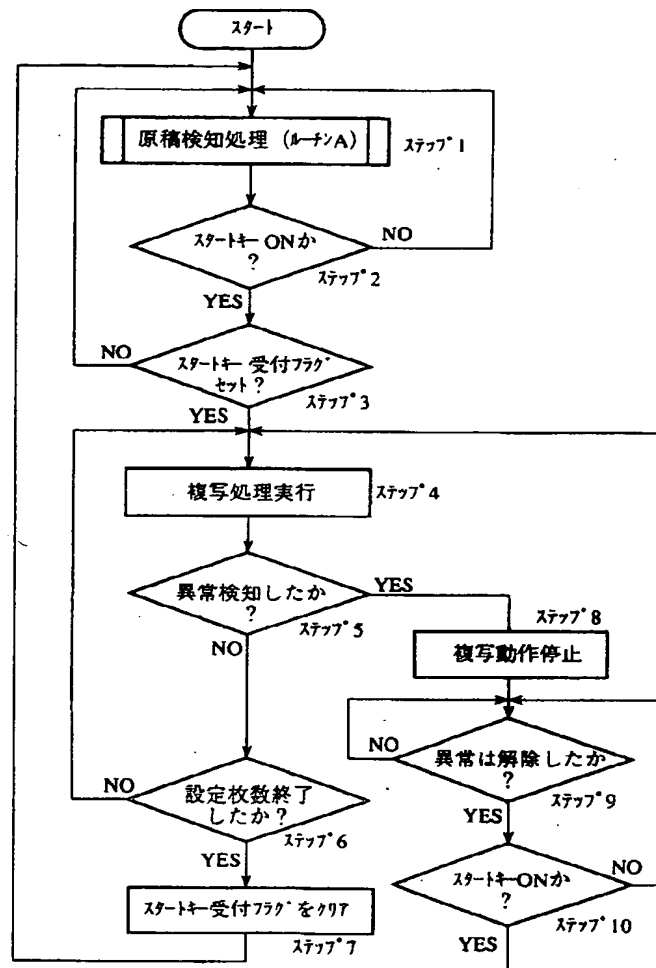 スタート
原稿検知処理 (ルーチンA)
ステップ1
スタートキーONか
?
NO
ステップ2
YES
NO
スタートキー受付フラグ
セット?
ステップ3
YES
複写処理実行
ステップ4
異常検知したか
?
YES
ステップ5
NO
ステップ8
複写動作停止
NO
異常は解除したか
?
ステップ9
YES
NO
設定枚数終了
したか?
ステップ6
YES
スタートキーONか
?
NO
ステップ10
YES
スタートキー受付フラグをクリア
ステップ7